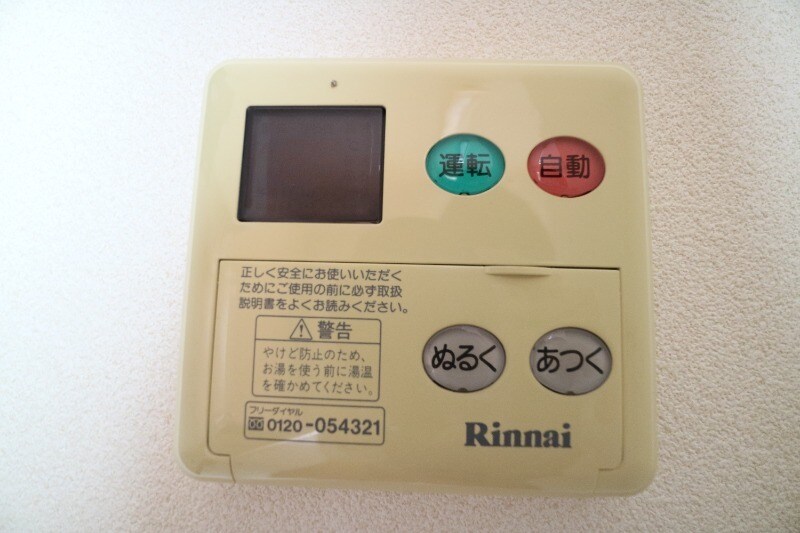 運転 自動
正しく安全にお使いいただく
ためにご使用の前に必ず取扱
説明書をよくお読みください。
警告
やけど防止のため、
お湯を使う前に湯温
を確かめてください。
フリーダイヤル
0120-054321
ぬるく あつく
Rinnai